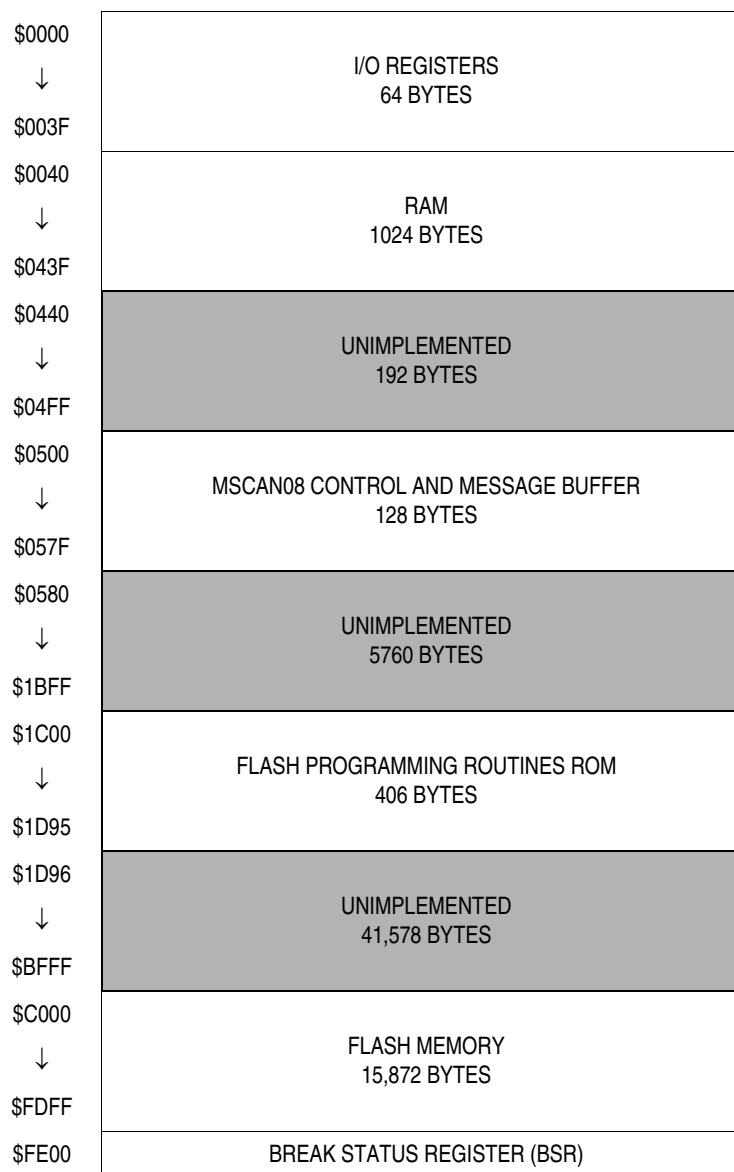 $0000
↓
$003F
I/O REGISTERS
64 BYTES
$0040
↓
$043F
RAM
1024 BYTES
$0440
↓
$04FF
UNIMPLEMENTED
192 BYTES
$0500
↓
$057F
MSCAN08 CONTROL AND MESSAGE BUFFER
128 BYTES
$0580
↓
$1BFF
UNIMPLEMENTED
5760 BYTES
$1C00
↓
$1D95
FLASH PROGRAMMING ROUTINES ROM
406 BYTES
$1D96
↓
$BFFF
UNIMPLEMENTED
41,578 BYTES
$C000
↓
$FDFF
FLASH MEMORY
15,872 BYTES
$FE00
BREAK STATUS REGISTER (BSR)